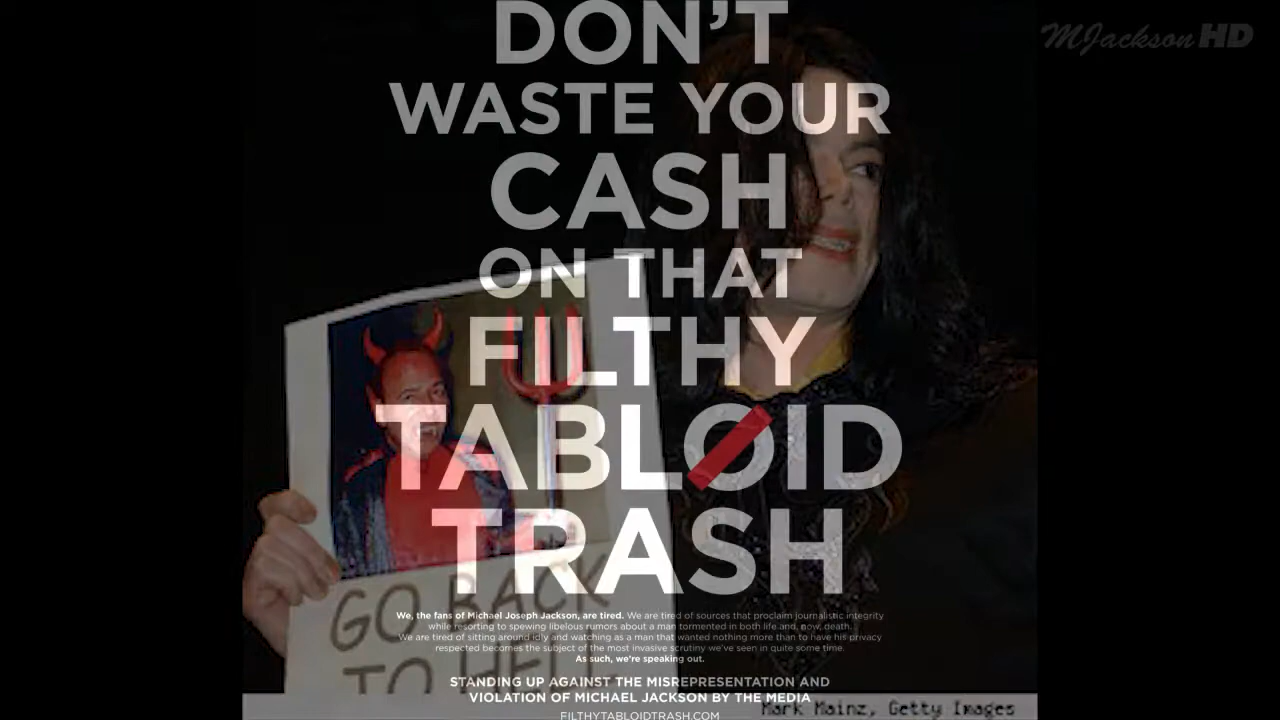 MJackson HD
DON'T
WASTE YOUR
CASH
ON THAT
FILTHY
TABLOID
TRASH
GO BACK
TO HELL
We, the fans of Michael Joseph Jackson, are tired. We are tired of sources that proclaim journalistic integrity
while resorting to spewing libelous rumors about a man tormented in both life and, now, death.
We are tired of sitting around idly and watching as a man that wanted nothing more than to have his privacy
respected becomes the subject of the most invasive scrutiny we've seen in quite some time.
As such, we're speaking out.
STANDING UP AGAINST THE MISREPRESENTATION AND
VIOLATION OF MICHAEL JACKSON BY THE MEDIA
FILTHYTABLOIDTRASH.COM
Mark Mainz, Getty Images